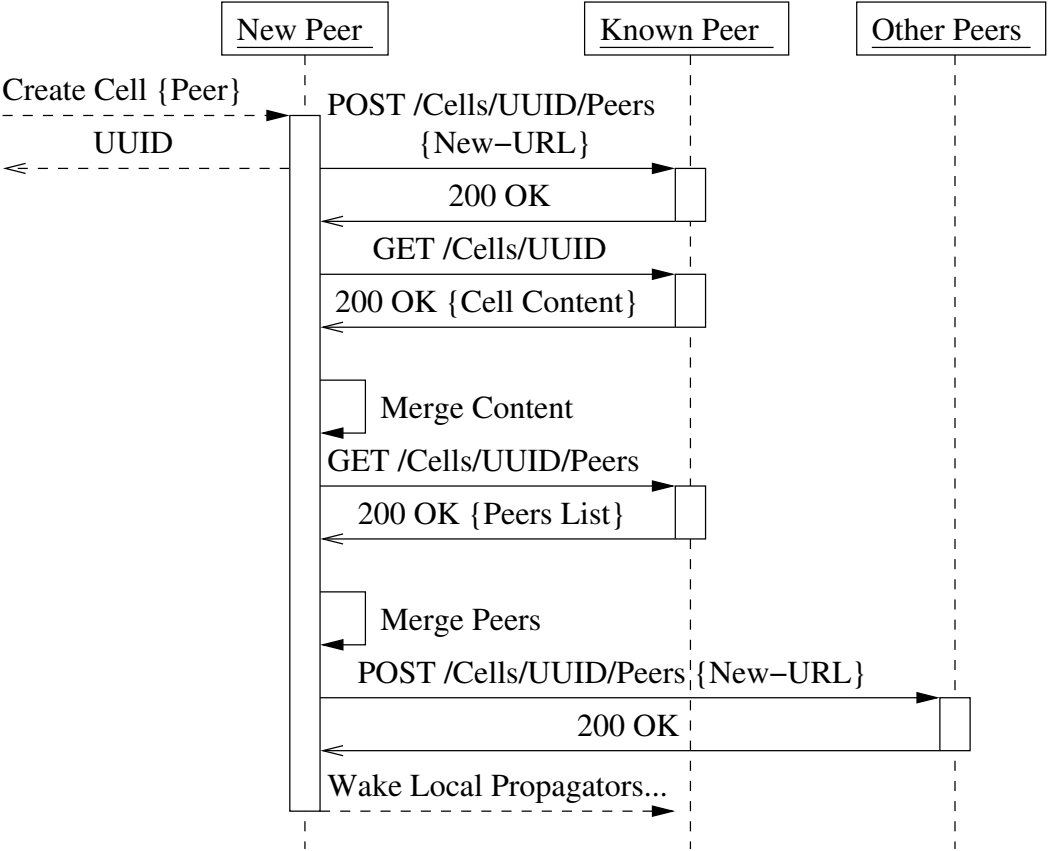 New Peer
Known Peer
Other Peers
Create Cell {Peer}
POST /Cells/UUID/Peers
{New−URL}
UUID
200 OK
GET /Cells/UUID
200 OK {Cell Content}
Merge Content
GET /Cells/UUID/Peers
200 OK {Peers List}
Merge Peers
POST /Cells/UUID/Peers {New−URL}
200 OK
Wake Local Propagators...